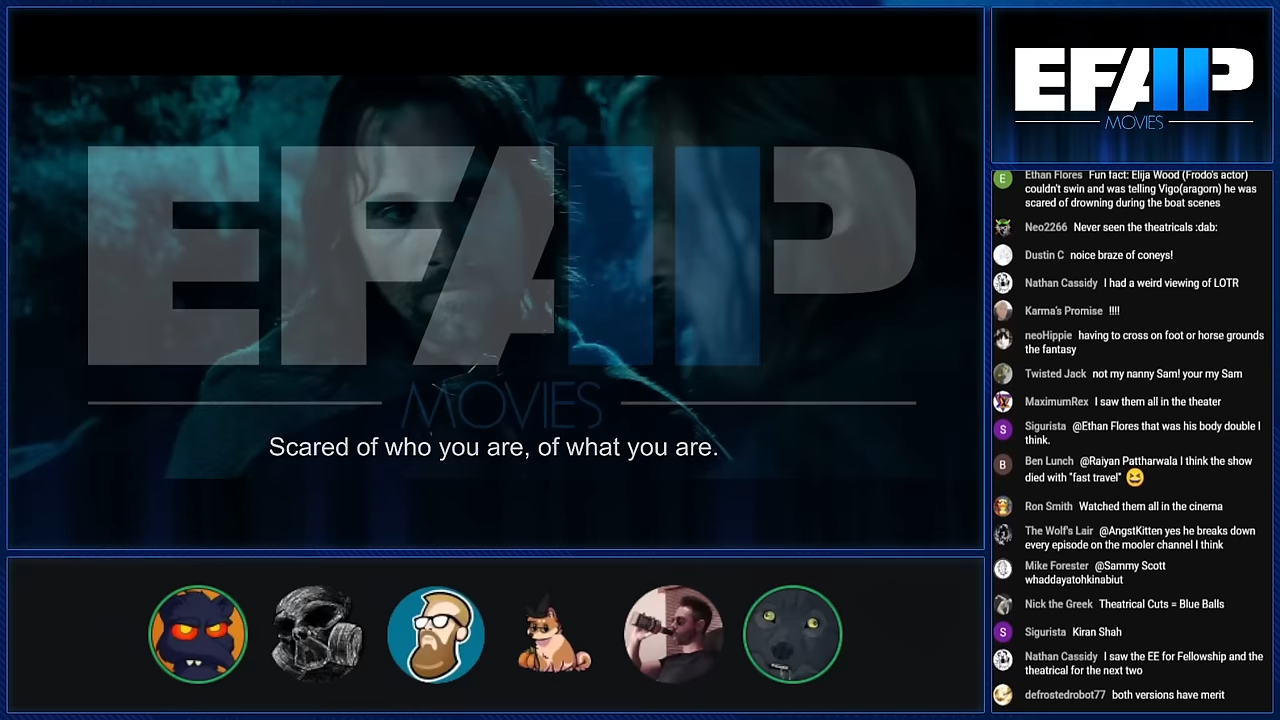 EFAP
MOVIES
Scared of who you are, of what you are.
EFAP
MOVIES
E
Ethan Flores Fun fact: Elija Wood (Frodo's actor)
couldn't swin and was telling Vigo(aragorn) he was
scared of drowning during the boat scenes
Neo2266 Never seen the theatricals :dab:
Dustin C noice braze of coneys!
Nathan Cassidy I had a weird viewing of LOTR
Karma's Promise !!!!
neoHippie having to cross on foot or horse grounds
the fantasy
Twisted Jack not my nanny Sam! your my Sam
MaximumRex I saw them all in the theater
S
Sigurista @Ethan Flores that was his body double I
think.
B
Ben Lunch @Raiyan Pattharwala I think the show
died with "fast travel" 😆
Ron Smith Watched them all in the cinema
The Wolf's Lair @AngstKitten yes he breaks down
every episode on the mooler channel I think
Mike Forester @Sammy Scott
whaddayatohkinabiut
Nick the Greek Theatrical Cuts = Blue Balls
S
Sigurista Kiran Shah
Nathan Cassidy I saw the EE for Fellowship and the
theatrical for the next two
defrostedrobot77 both versions have merit